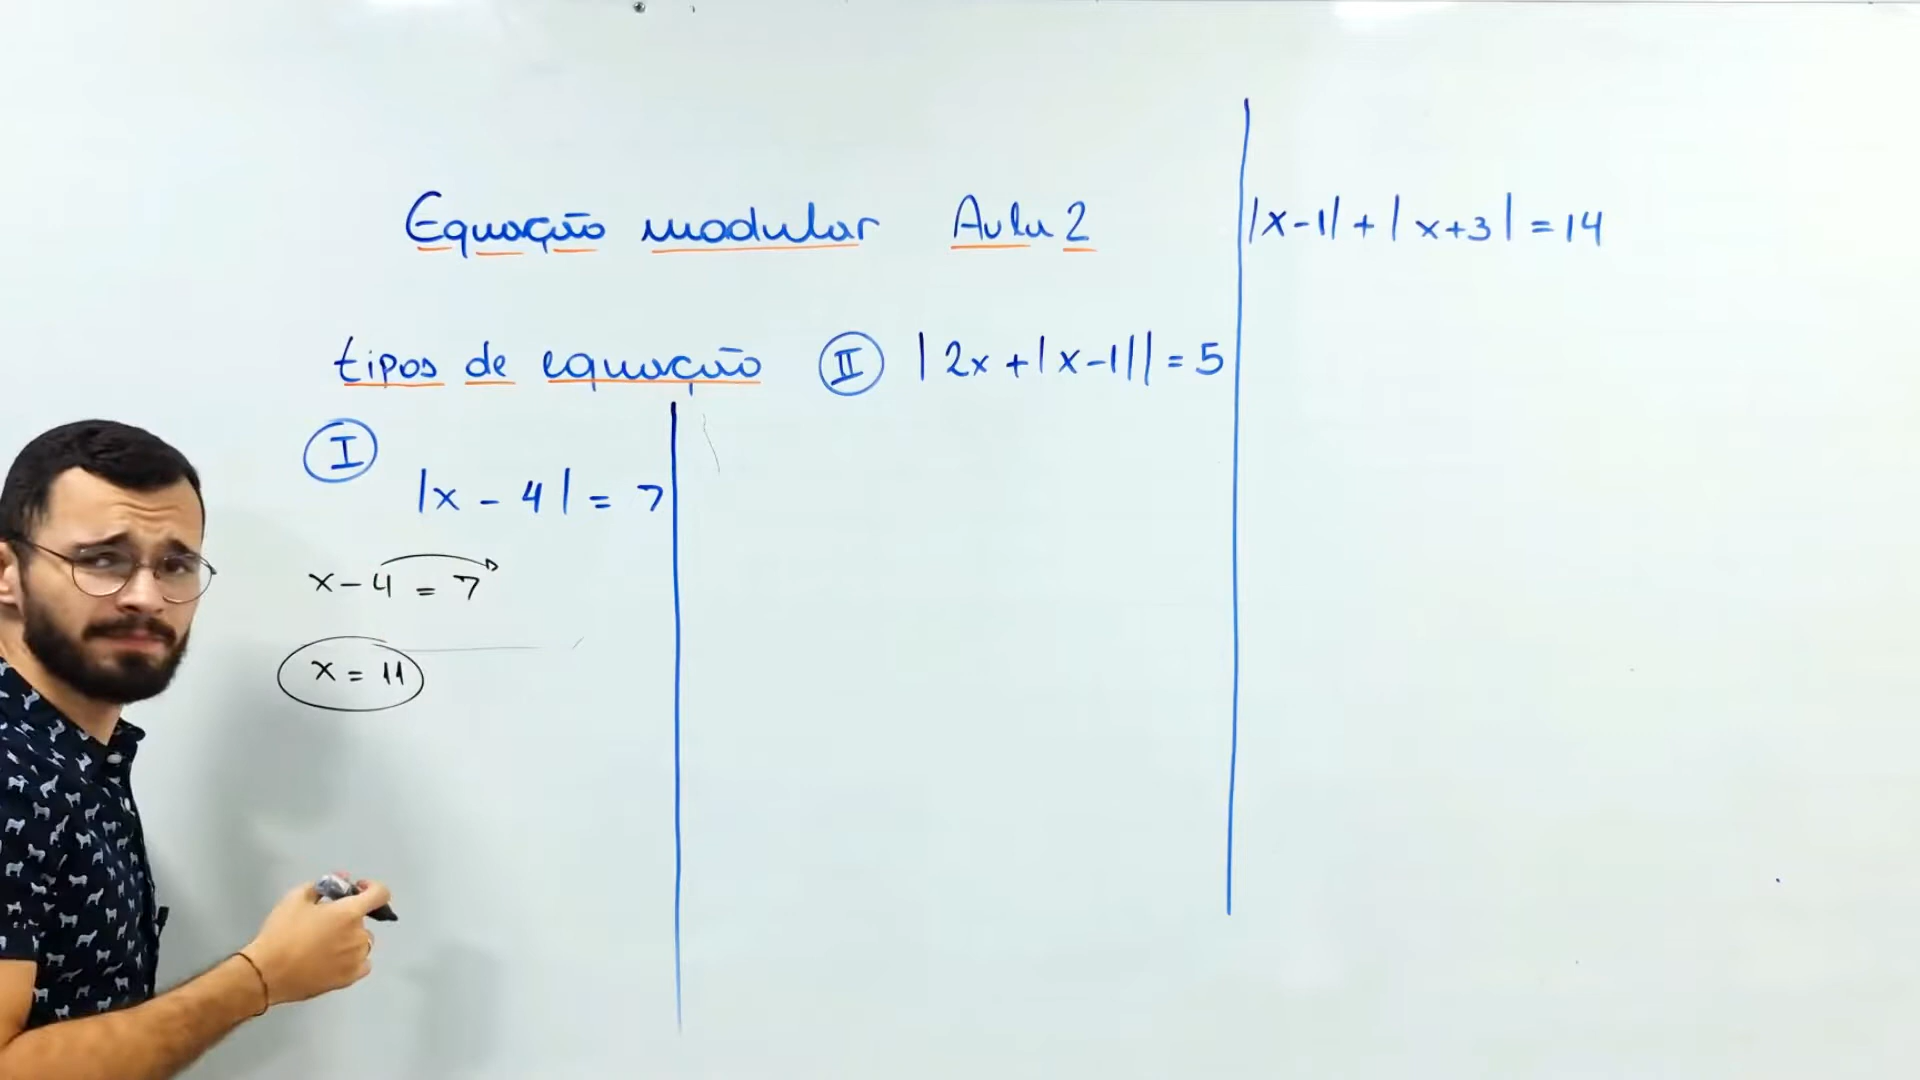 Equação modular Aula 2
tipos de equação
I
|x - 4| = 7
x - 4 = 7
x = 11
II |2x + |x - 1|| = 5
|x - 1| + |x + 3| = 14